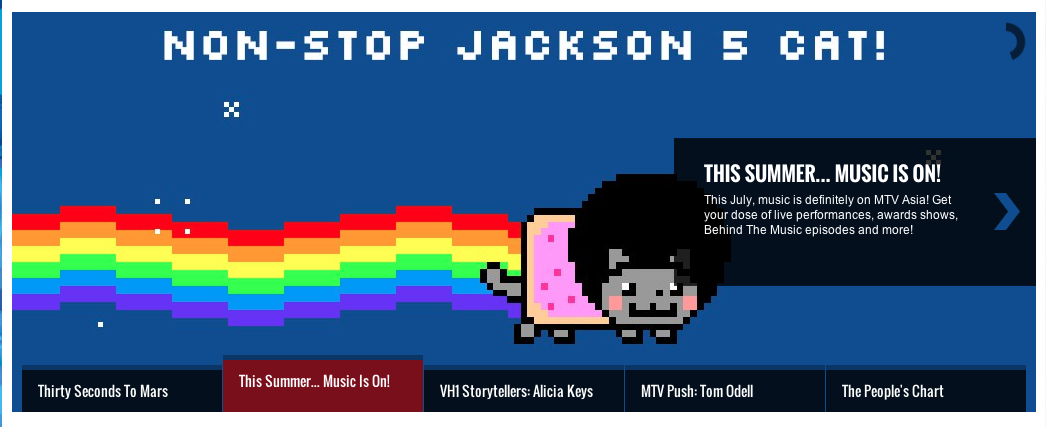 NON-STOP JACKSON 5 CAT!
THIS SUMMER... MUSIC IS ON!
This July, music is definitely on MTV Asia! Get
your dose of live performances, awards shows,
Behind The Music episodes and more!
Thirty Seconds To Mars
This Summer... Music Is On!
VH1 Storytellers: Alicia Keys
MTV Push: Tom Odell
The People's Chart